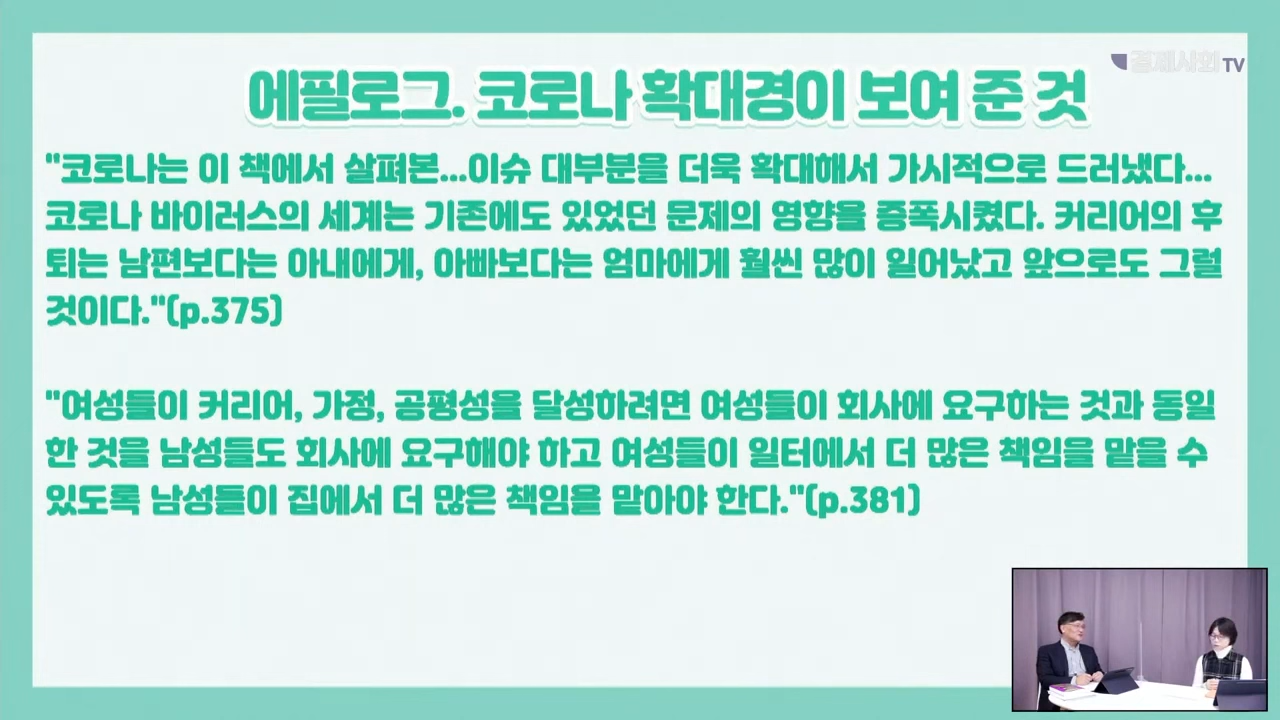 경제사회TV
에필로그. 코로나 확대경이 보여 준 것
"코로나는 이 책에서 살펴본...이슈 대부분을 더욱 확대해서 가시적으로 드러냈다...
코로나 바이러스의 세계는 기존에도 있었던 문제의 영향을 증폭시켰다. 커리어의 후
퇴는 남편보다는 아내에게, 아빠보다는 엄마에게 훨씬 많이 일어났고 앞으로도 그럴
것이다."(p.375)
"여성들이 커리어, 가정, 공평성을 달성하려면 여성들이 회사에 요구하는 것과 동일
한 것을 남성들도 회사에 요구해야 하고 여성들이 일터에서 더 많은 책임을 맡을 수
있도록 남성들이 집에서 더 많은 책임을 맡아야 한다."(p.381)